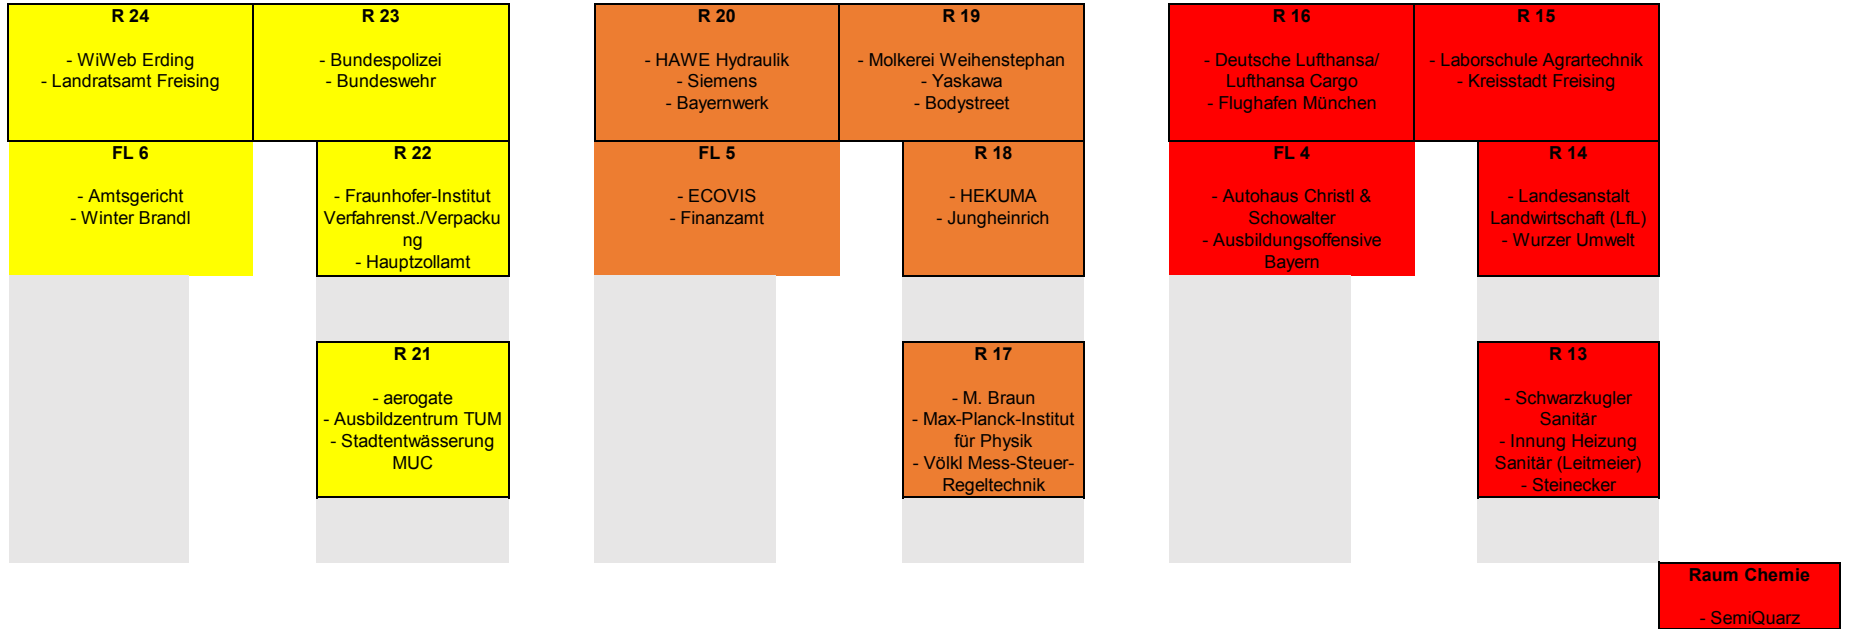 R 24
- WiWeb Erding
- Landratsamt Freising
R 23
- Bundespolizei
- Bundeswehr
R 20
- HAWE Hydraulik
- Siemens
- Bayernwerk
R 19
- Molkerei Weihenstephan
- Yaskawa
- Bodystreet
R 16
- Deutsche Lufthansa/
Lufthansa Cargo
- Flughafen München
R 15
- Laborschule Agrartechnik
- Kreisstadt Freising
FL 6
- Amtsgericht
- Winter Brandl
R 22
- Fraunhofer-Institut
Verfahrenst./Verpacku
ng
- Hauptzollamt
FL 5
- ECOVIS
- Finanzamt
R 18
- HEKUMA
- Jungheinrich
FL 4
- Autohaus Christl &
Schowalter
- Ausbildungsoffensive
Bayern
R 14
- Landesanstalt
Landwirtschaft (LfL)
- Wurzer Umwelt
R 21
- aerogate
- Ausbildzentrum TUM
- Stadtentwässerung
MUC
R 17
- M. Braun
- Max-Planck-Institut
für Physik
- Völkl Mess-Steuer-
Regeltechnik
R 13
- Schwarzkugler
Sanitär
- Innung Heizung
Sanitär (Leitmeier)
- Steinecker
Raum Chemie
- SemiQuarz